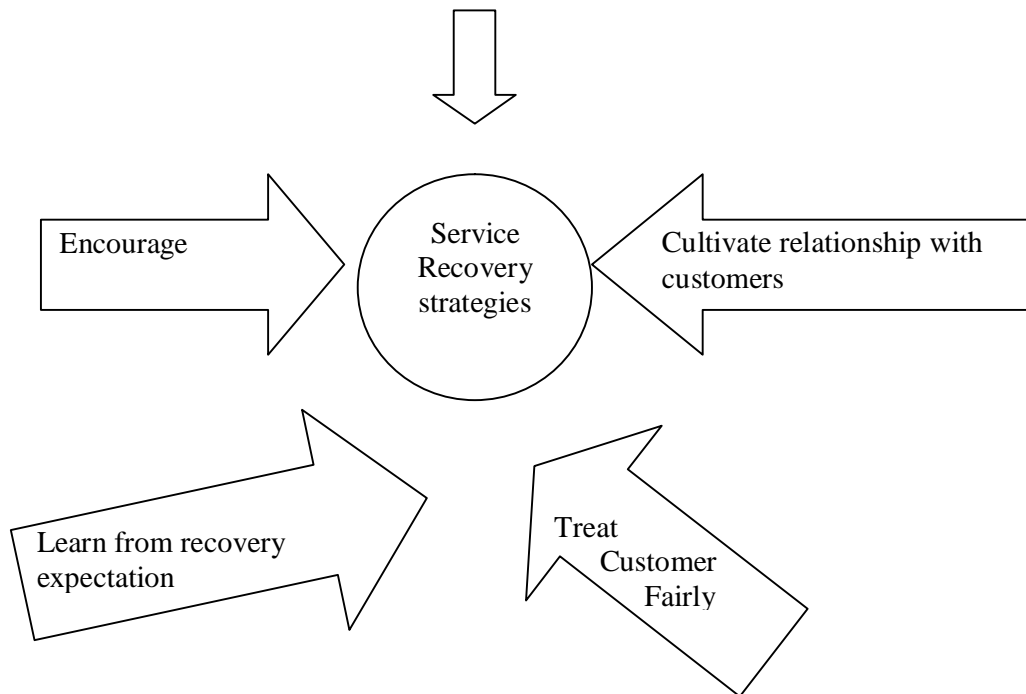 Service
Recovery
strategies
Encourage
Cultivate relationship with
customers
Learn from recovery
expectation
Treat
Customer
Fairly